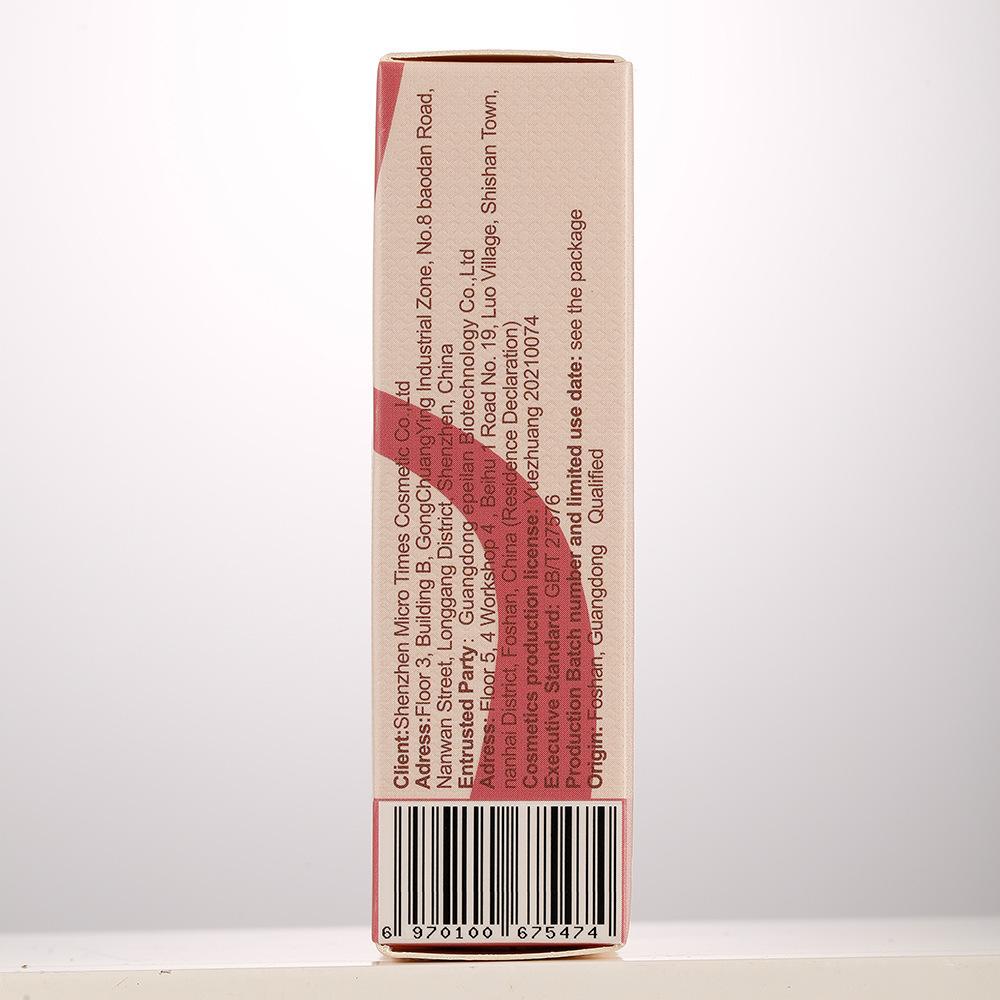 Client:Shenzhen Micro Times Cosmetic Co.,Ltd
Adress:Floor 3, Building B, GongChuangYing Industrial Zone, No.8 baodan Road,
Nanwan Street, Longgang District, Shenzhen, China
Entrusted Party: Guangdong epeilan Biotechnology Co.,Ltd
Adress: Floor 5, 4 Workshop 4 , Beihu 1 Road No. 19, Luo Village, Shishan Town,
nanhai District, Foshan, China (Residence Declaration)
Cosmetics production license: Yuezhuang 20210074
Executive Standard: GB/T 27576
Production Batch number and limited use date: see the package
Origin: Foshan, Guangdong Qualified
6 970100 675474